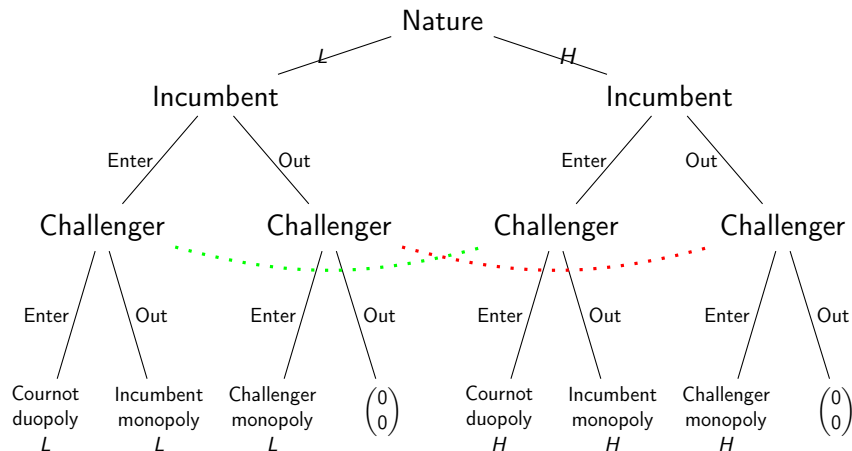 Nature
L H
Incumbent Incumbent
Enter Out Enter Out
Challenger Challenger Challenger Challenger
Enter Out Enter Out Enter Out Enter Out
Cournot Incumbent Challenger 0 Cournot Incumbent Challenger 0
duopoly monopoly monopoly 0 duopoly monopoly monopoly 0
L L L H H H